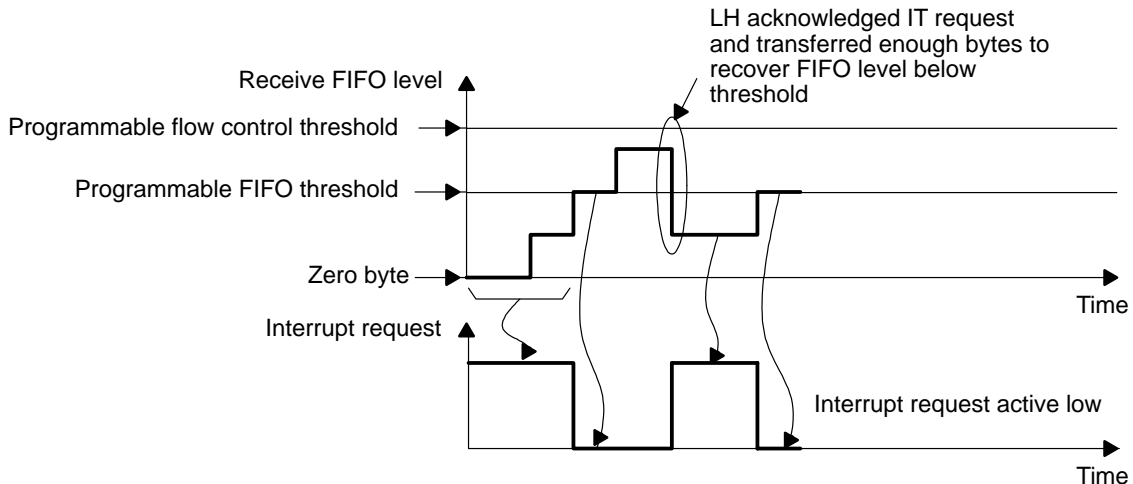 LH acknowledged IT request
and transferred enough bytes to
recover FIFO level below
threshold
Receive FIFO level
Programmable flow control threshold
Programmable FIFO threshold
Zero byte
Time
Interrupt request
Interrupt request active low
Time